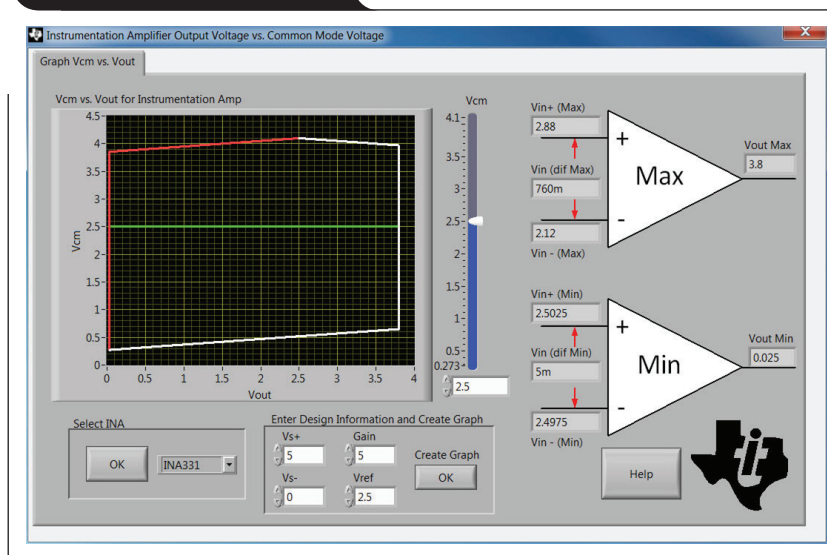 Instrumentation Amplifier Output Voltage vs. Common Mode Voltage
X
Graph Vcm vs. Vout
Vcm vs. Vout for Instrumentation Amp
4.5
4
3.5
3
2.5
2
1.5
1
0.5
0
Vcm
0 0.5 1 1.5 2 2.5 3 3.5 4
Vout
Vcm
4.1
3.5
3
2.5
2
1.5
1
0.5
0.273
2.5
Vin+ (Max)
2.88
Vin (dif Max)
760m
2.12
Vin - (Max)
+
Max
-
Vout Max
3.8
Vin+ (Min)
2.5025
Vin (dif Min)
5m
2.4975
Vin - (Min)
+
Min
-
Vout Min
0.025
Select INA
OK
INA331
Enter Design Information and Create Graph
Vs+
5
Gain
5
Vs-
0
Vref
2.5
Create Graph
OK
Help
ti